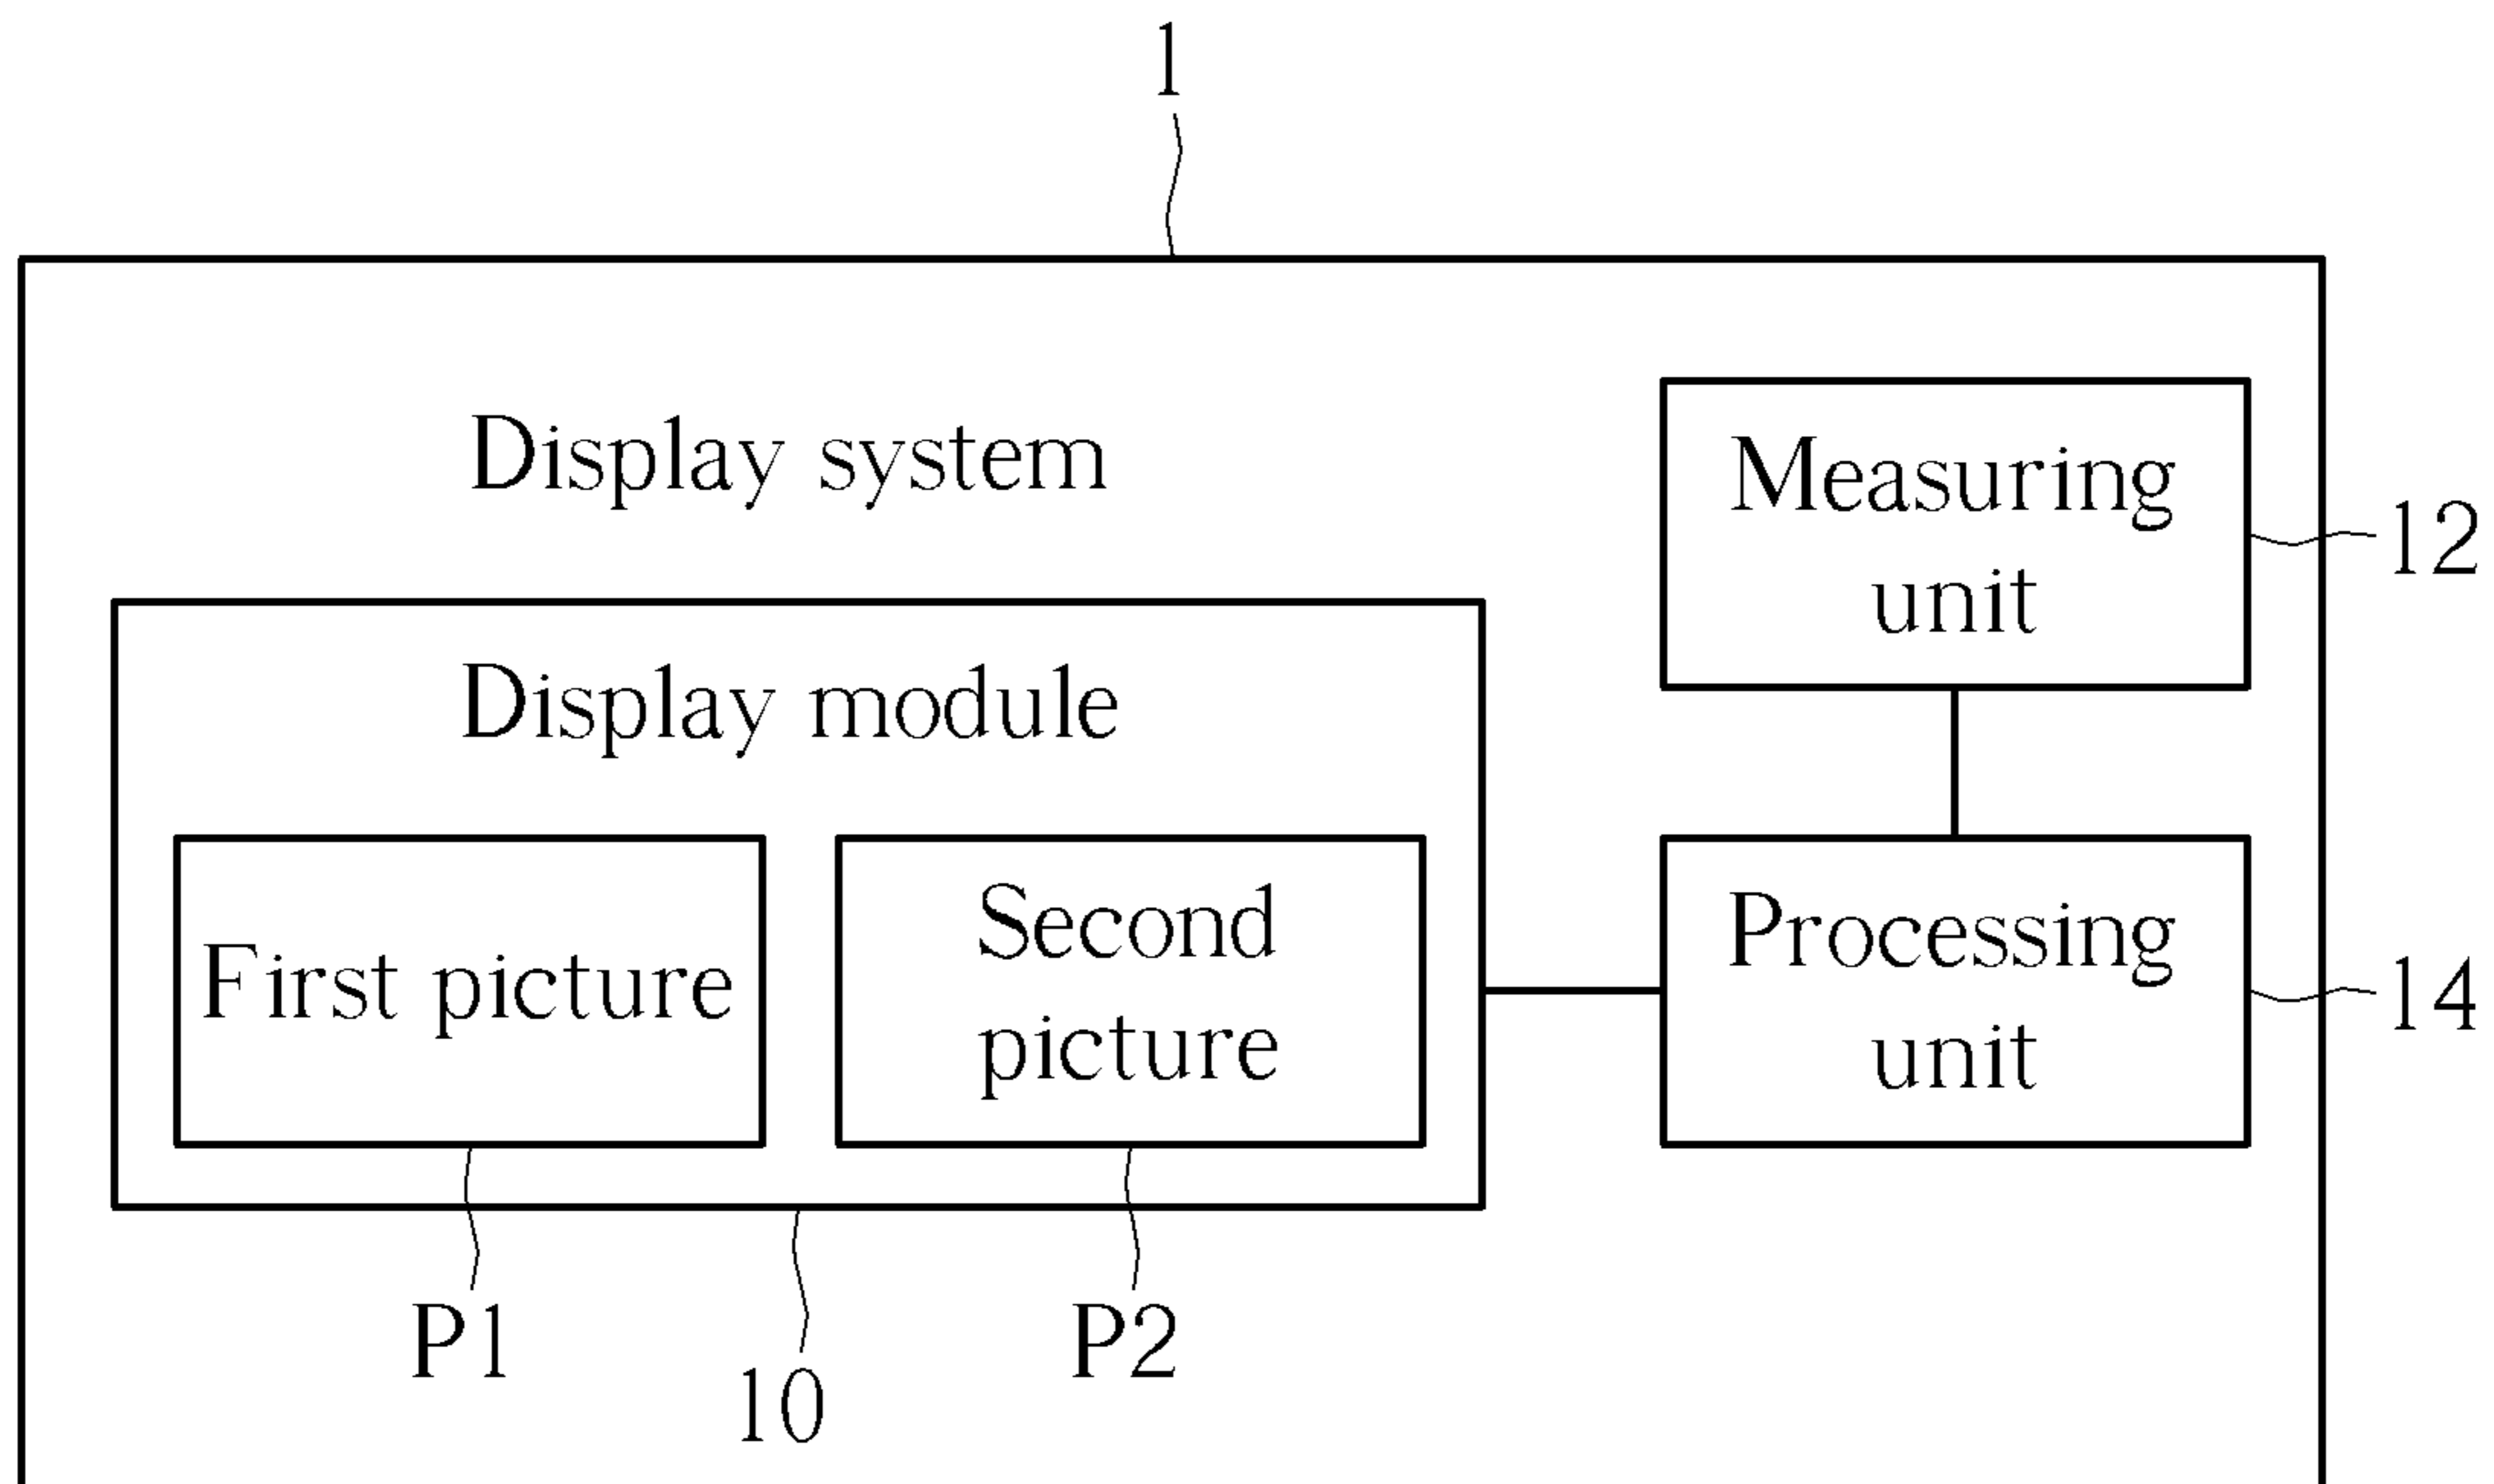 1
Display system
Measuring
unit
12
Display module
First picture
Second
picture
Processing
unit
14
P1
P2
10